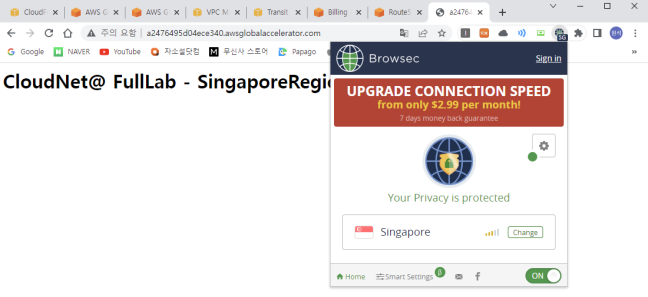 CloudF
AWS G
AWS G
VPC M
Transit
Billing
Route5
a2476
주의 요함
a2476495d04ece340.awsglobalaccelerator.com
Google
NAVER
YouTube
자소설닷컴
무신사 스토어
Papago
CloudNet@ FullLab - SingaporeRegio
Browsec
Sign in
UPGRADE CONNECTION SPEED
from only $2.99 per month!
7 days money back guarantee
Your Privacy is protected
Singapore
Change
Home
Smart Settings
β
ON